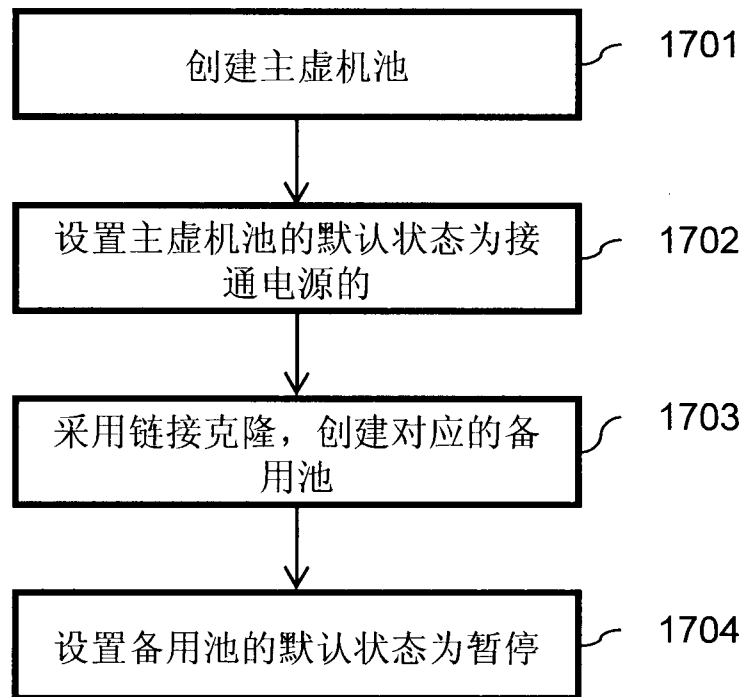 创建主虚机池
1701
设置主虚机池的默认状态为接
通电源的
1702
采用链接克隆，创建对应的备
用池
1703
设置备用池的默认状态为暂停
1704